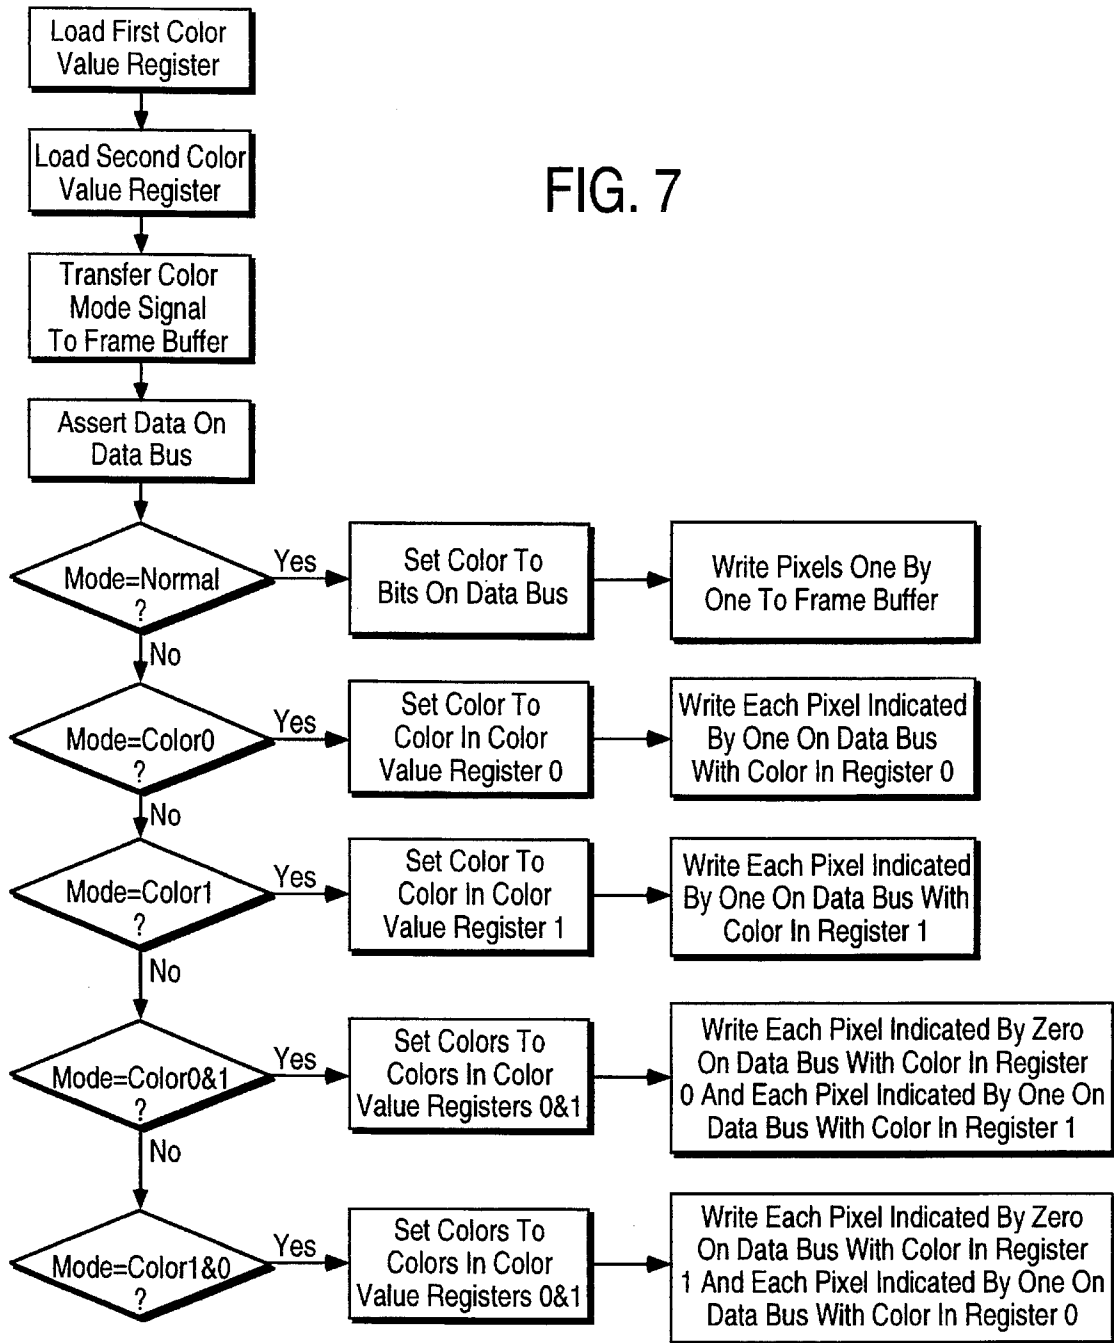 Load First Color
Value Register
Load Second Color
Value Register
FIG. 7
Transfer Color
Mode Signal
To Frame Buffer
Assert Data On
Data Bus
Mode=Normal
?
Yes
Set Color To
Bits On Data Bus
Write Pixels One By
One To Frame Buffer
No
Mode=Color0
?
Yes
Set Color To
Color In Color
Value Register 0
Write Each Pixel Indicated
By One On Data Bus
With Color In Register 0
No
Mode=Color1
?
Yes
Set Color To
Color In Color
Value Register 1
Write Each Pixel Indicated
By One On Data Bus With
Color In Register 1
No
Mode=Color0&1
?
Yes
Set Colors To
Colors In Color
Value Registers 0&1
Write Each Pixel Indicated By Zero
On Data Bus With Color In Register
0 And Each Pixel Indicated By One On
Data Bus With Color In Register 1
No
Mode=Color1&0
?
Yes
Set Colors To
Colors In Color
Value Registers 0&1
Write Each Pixel Indicated By Zero
On Data Bus With Color In Register
1 And Each Pixel Indicated By One On
Data Bus With Color In Register 0